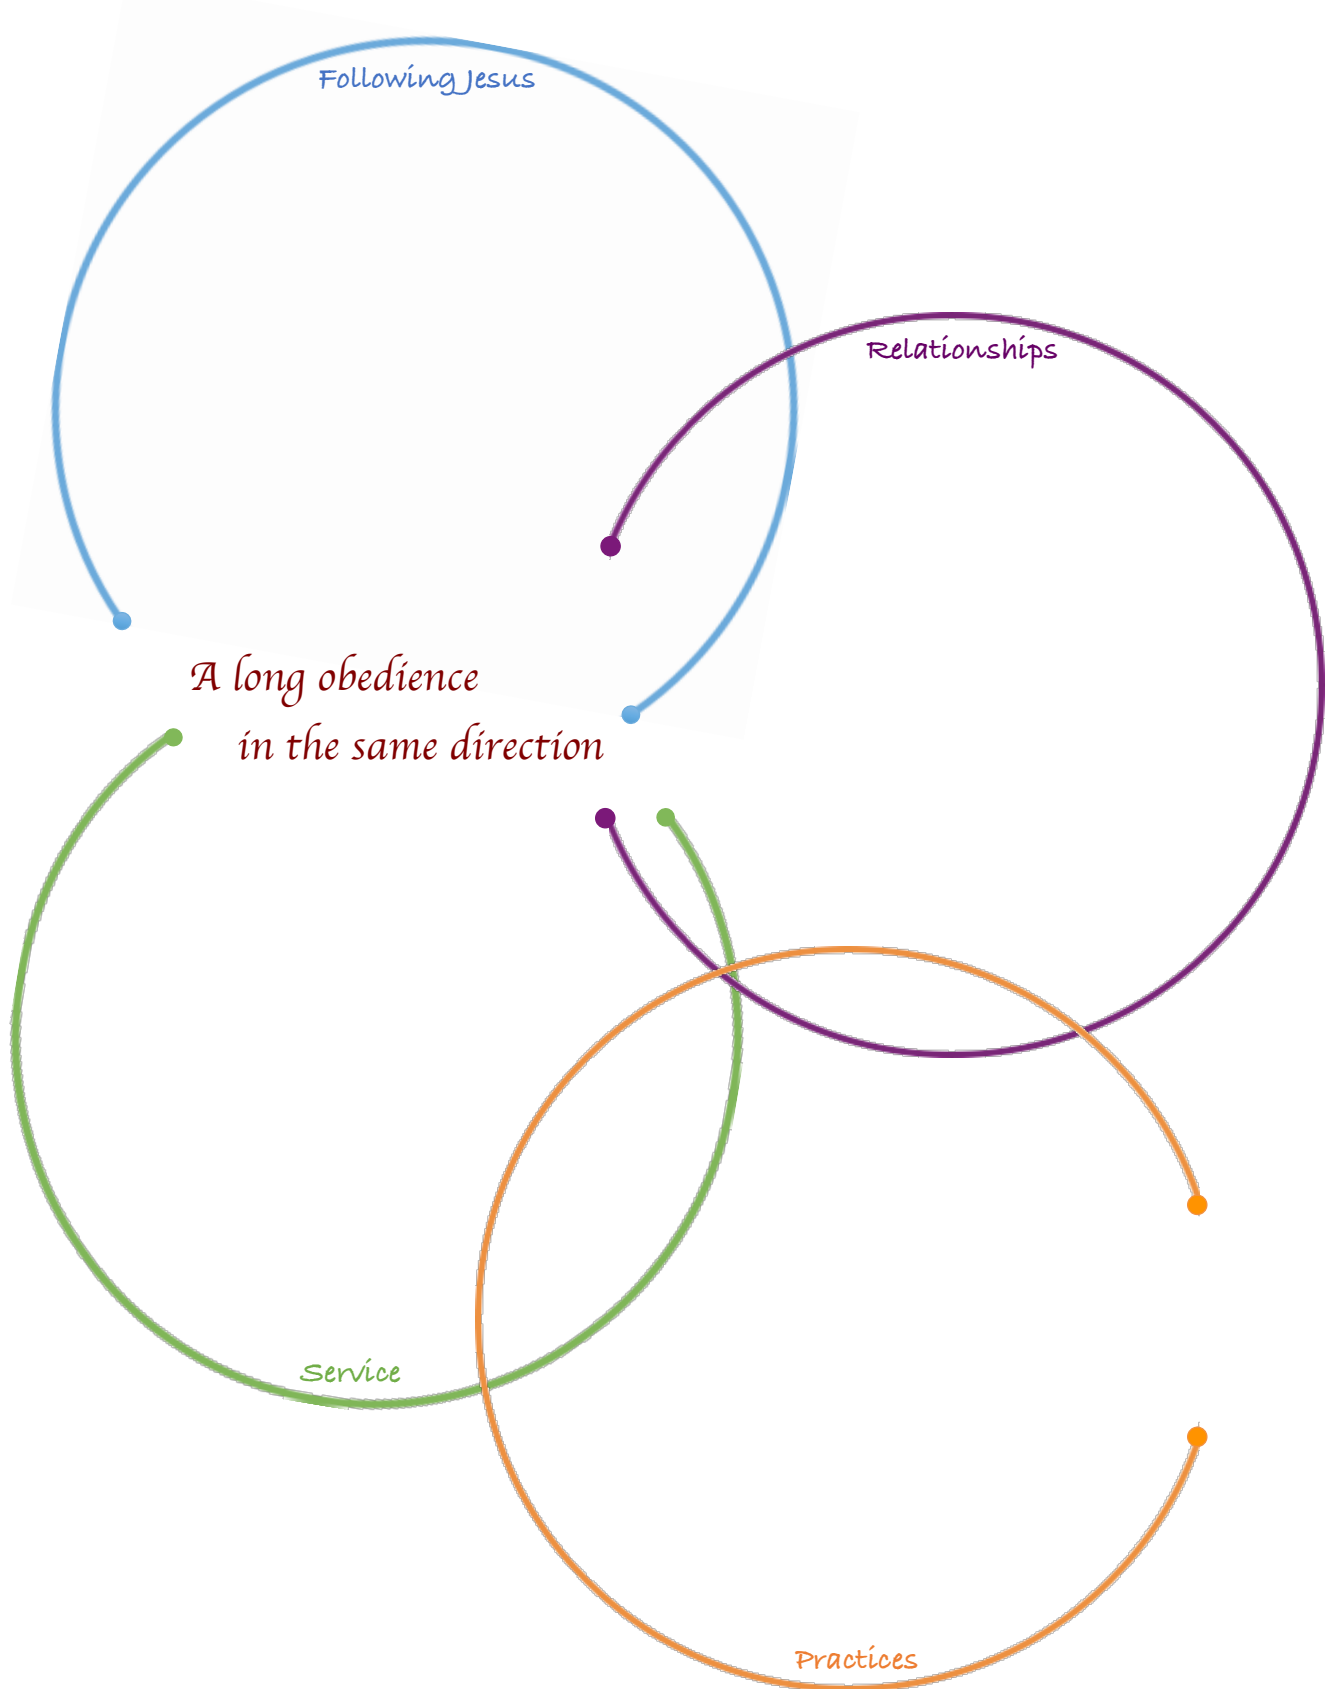 Following Jesus
Relationships
A long obedience
in the same direction
Service
Practices